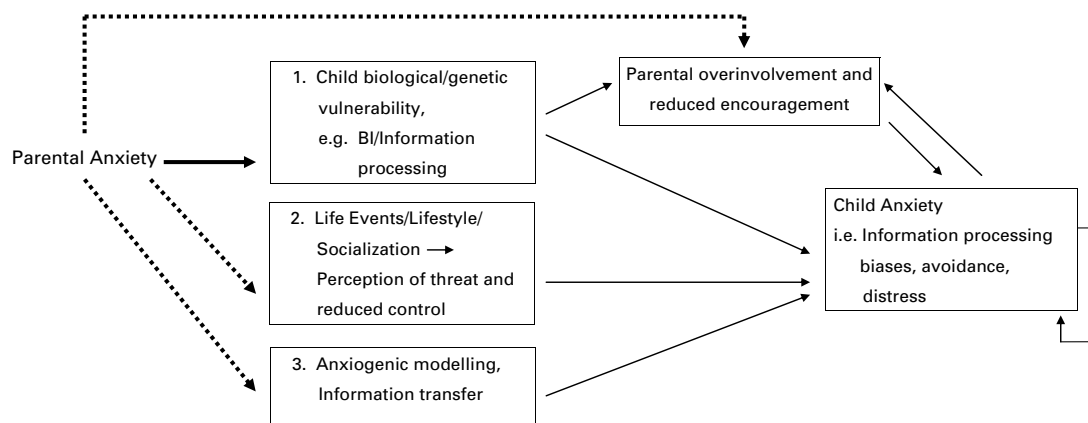 Parental Anxiety
1. Child biological/genetic
vulnerability,
e.g. BI/Information
processing
2. Life Events/Lifestyle/
Socialization →
Perception of threat and
reduced control
3. Anxiogenic modelling,
Information transfer
Parental overinvolvement and
reduced encouragement
Child Anxiety
i.e. Information processing
biases, avoidance,
distress